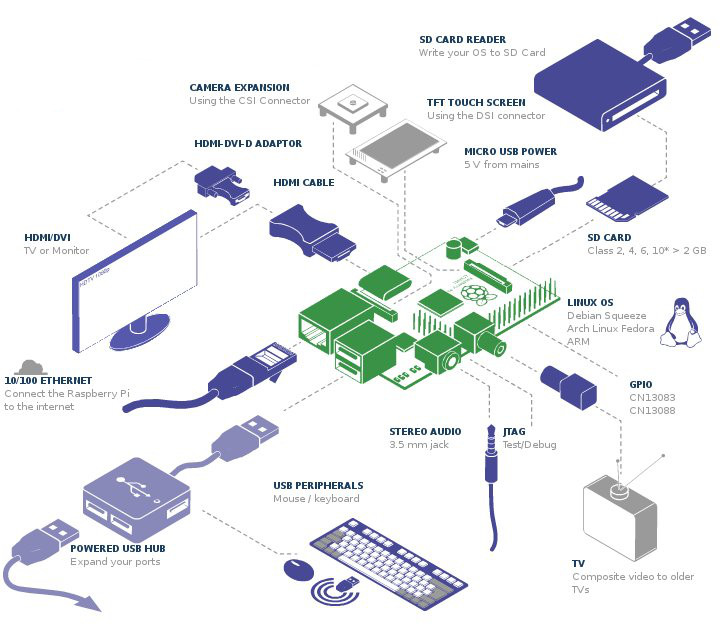 SD CARD READER
Write your OS to SD Card
CAMERA EXPANSION
Using the CSI Connector
TFT TOUCH SCREEN
Using the DSI connector
HDMI-DVI-D ADAPTOR
MICRO USB POWER
5 V from mains
HDMI CABLE
HDMI/DVI
TV or Monitor
HDTV 1080p
SD CARD
Class 2, 4, 6, 10* > 2 GB
LINUX OS
Debian Squeeze
Arch Linux Fedora
ARM
10/100 ETHERNET
Connect the Raspberry Pi
to the internet
GPIO
CN13083
CN13088
STEREO AUDIO
3.5 mm jack
JTAG
Test/Debug
USB PERIPHERALS
Mouse / keyboard
POWERED USB HUB
Expand your ports
TV
Composite video to older
TVs